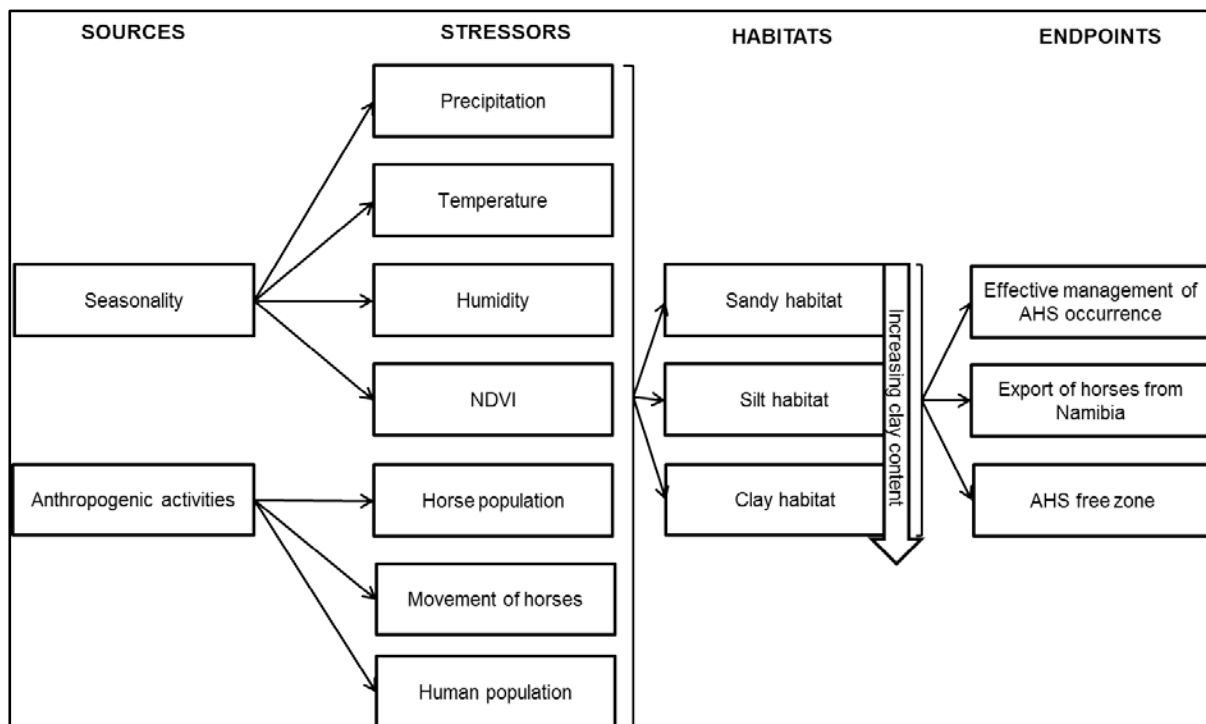 SOURCES
STRESSORS
HABITATS
ENDPOINTS
Precipitation
Temperature
Seasonality
Humidity
Sandy habitat
Effective management of
AHS occurrence
NDVI
Silt habitat
Increasing clay content
Export of horses from
Namibia
Anthropogenic activities
Horse population
Clay habitat
AHS free zone
Movement of horses
Human population